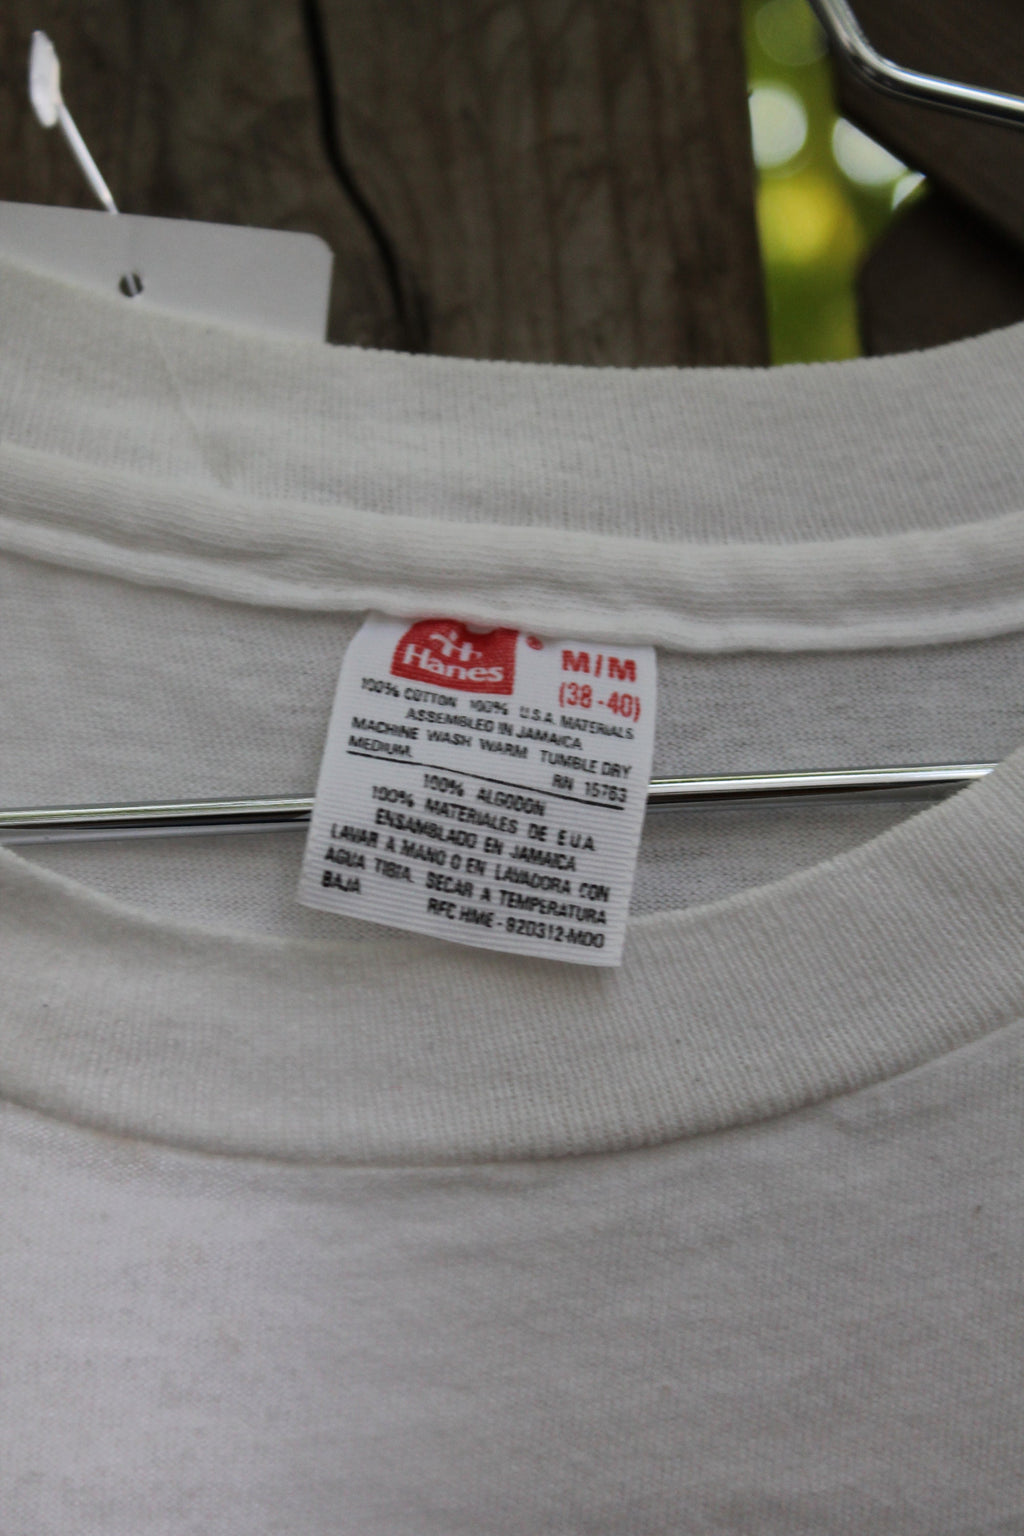 Hanes
M/M
(38-40)
100% COTTON 100% U.S.A. MATERIALS
ASSEMBLED IN JAMAICA
MACHINE WASH WARM TUMBLE DRY
MEDIUM.
RN 15763
100% ALGODON
100% MATERIALES DE E.U.A.
ENSAMBLADO EN JAMAICA
LAVAR A MANO O EN LAVADORA CON
AGUA TIBIA. SECAR A TEMPERATURA
BAJA
RFC HME-920312-MD0